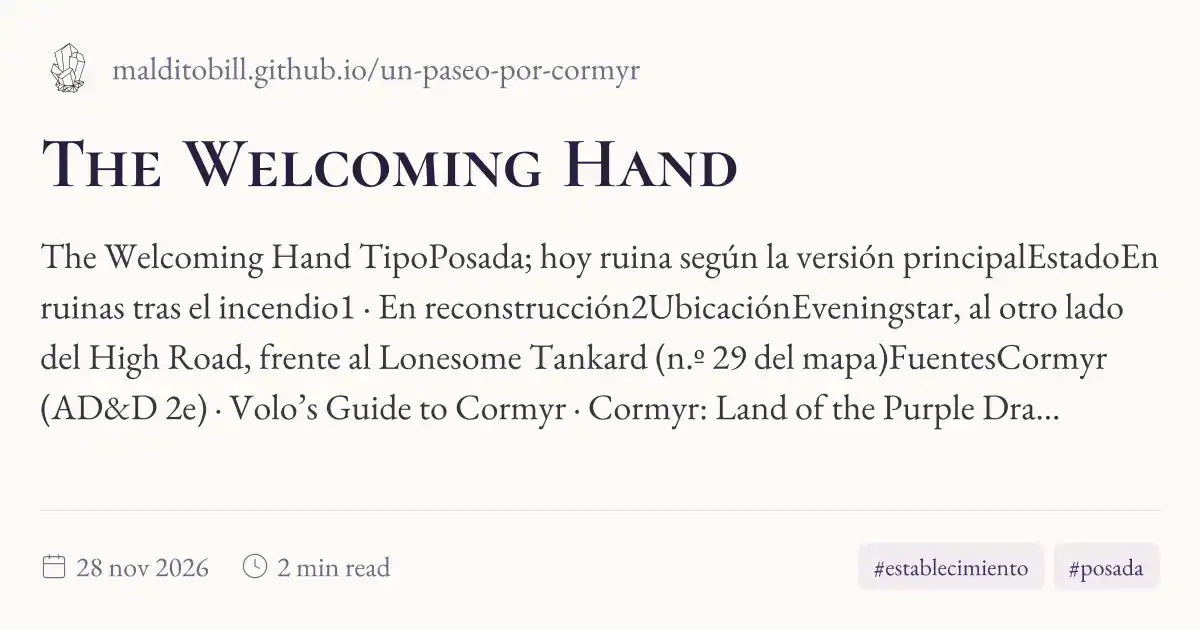 malditobill.github.io/un-paseo-por-cormyr
The Welcoming Hand
The Welcoming Hand TipoPosada; hoy ruina según la versión principalEstadoEn
ruinas tras el incendio1 · En reconstrucción2UbicaciónEveningstar, al otro lado
del High Road, frente al Lonesome Tankard (n.º 29 del mapa)FuentesCormyr
(AD&D 2e) · Volo’s Guide to Cormyr · Cormyr: Land of the Purple Dra...
28 nov 2026
2 min read
#establecimiento
#posada